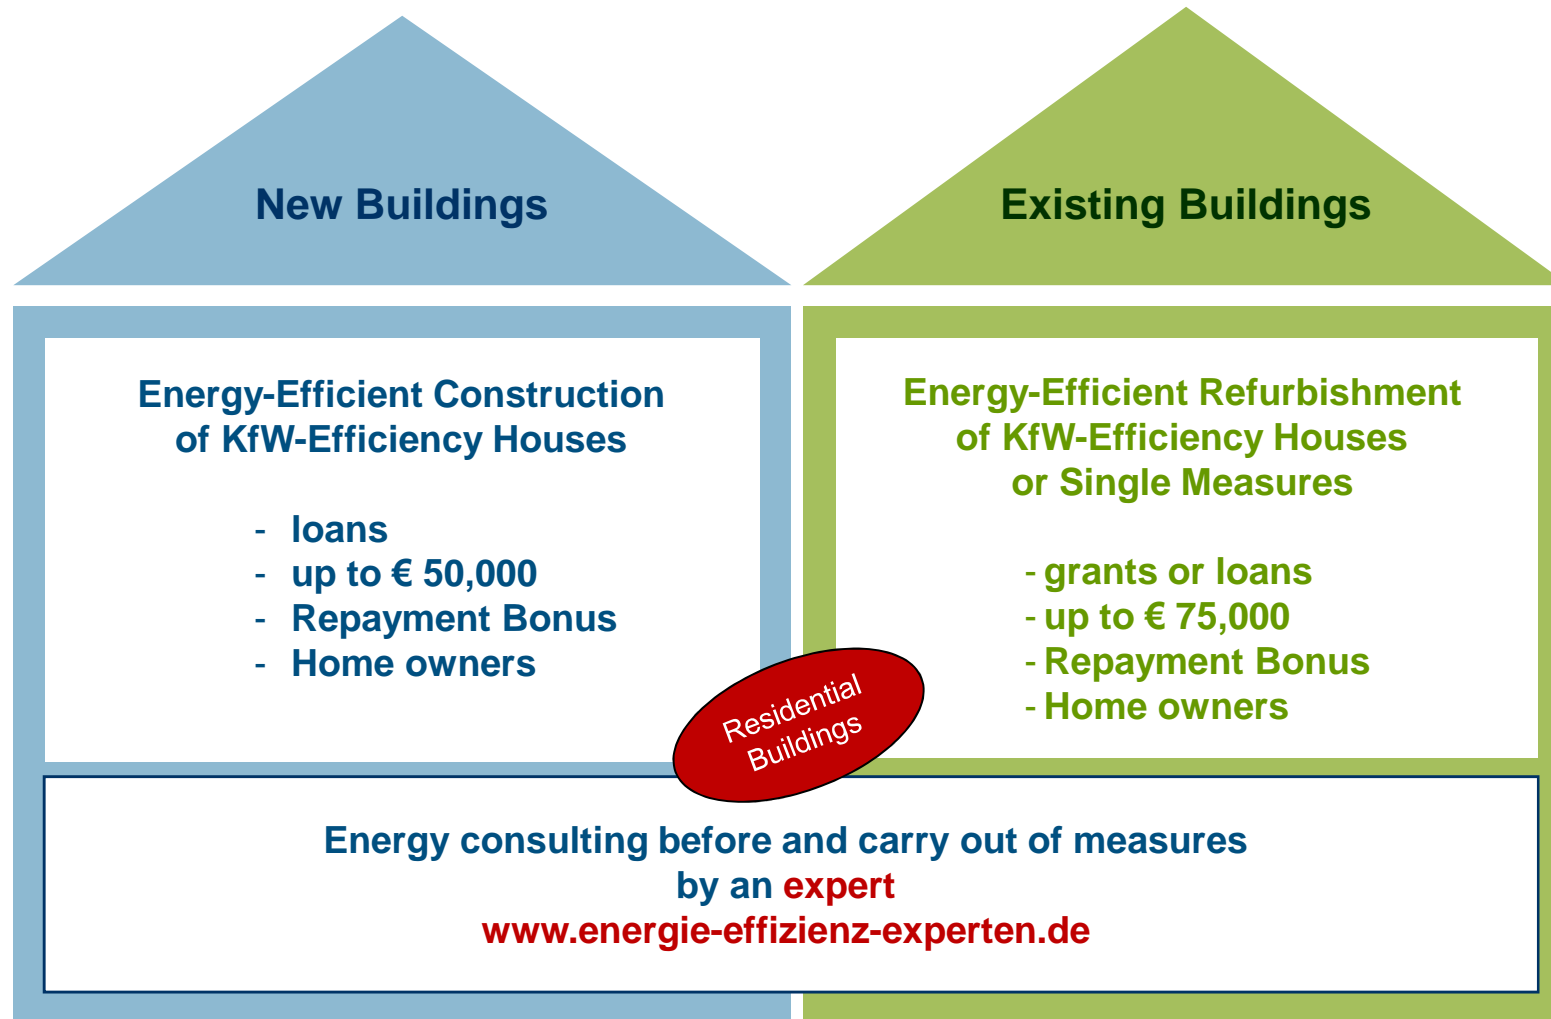 New Buildings
Energy-Efficient Construction
of KfW-Efficiency Houses
- loans
- up to € 50,000
- Repayment Bonus
- Home owners
Existing Buildings
Energy-Efficient Refurbishment
of KfW-Efficiency Houses
or Single Measures
- grants or loans
- up to € 75,000
- Repayment Bonus
- Home owners
Residential
Buildings
Energy consulting before and carry out of measures
by an expert
www.energie-effizienz-experten.de